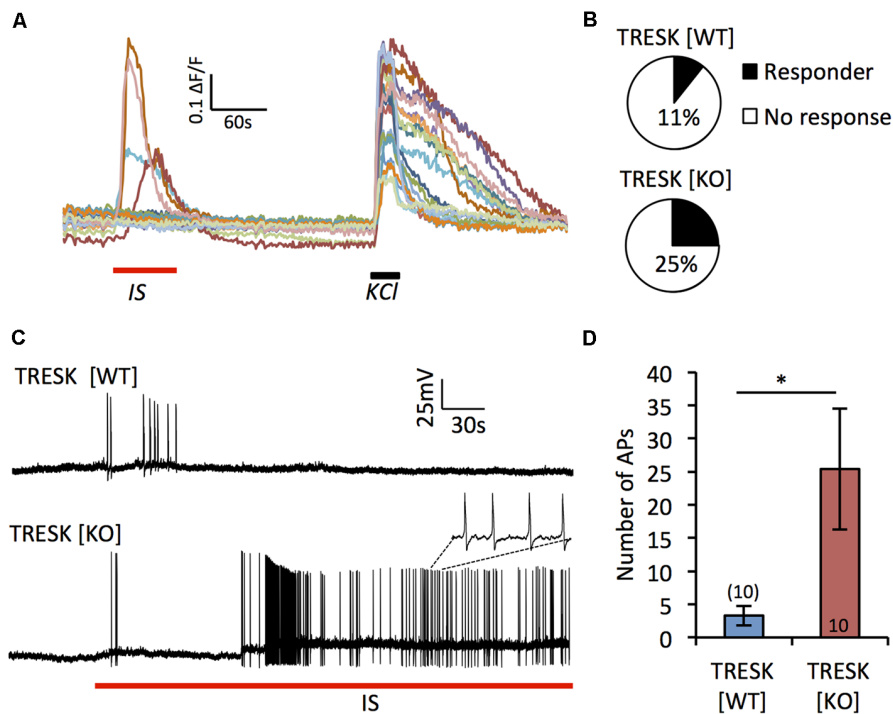 A
0.1 ΔF/F
60s
IS
KCl
B
TRESK [WT]
11%
Responder
No response
TRESK [KO]
25%
C
TRESK [WT]
25mV
30s
TRESK [KO]
IS
D
Number of APs
40
35
30
25
20
15
10
5
0
*
(10)
10
TRESK
[WT]
TRESK
[KO]